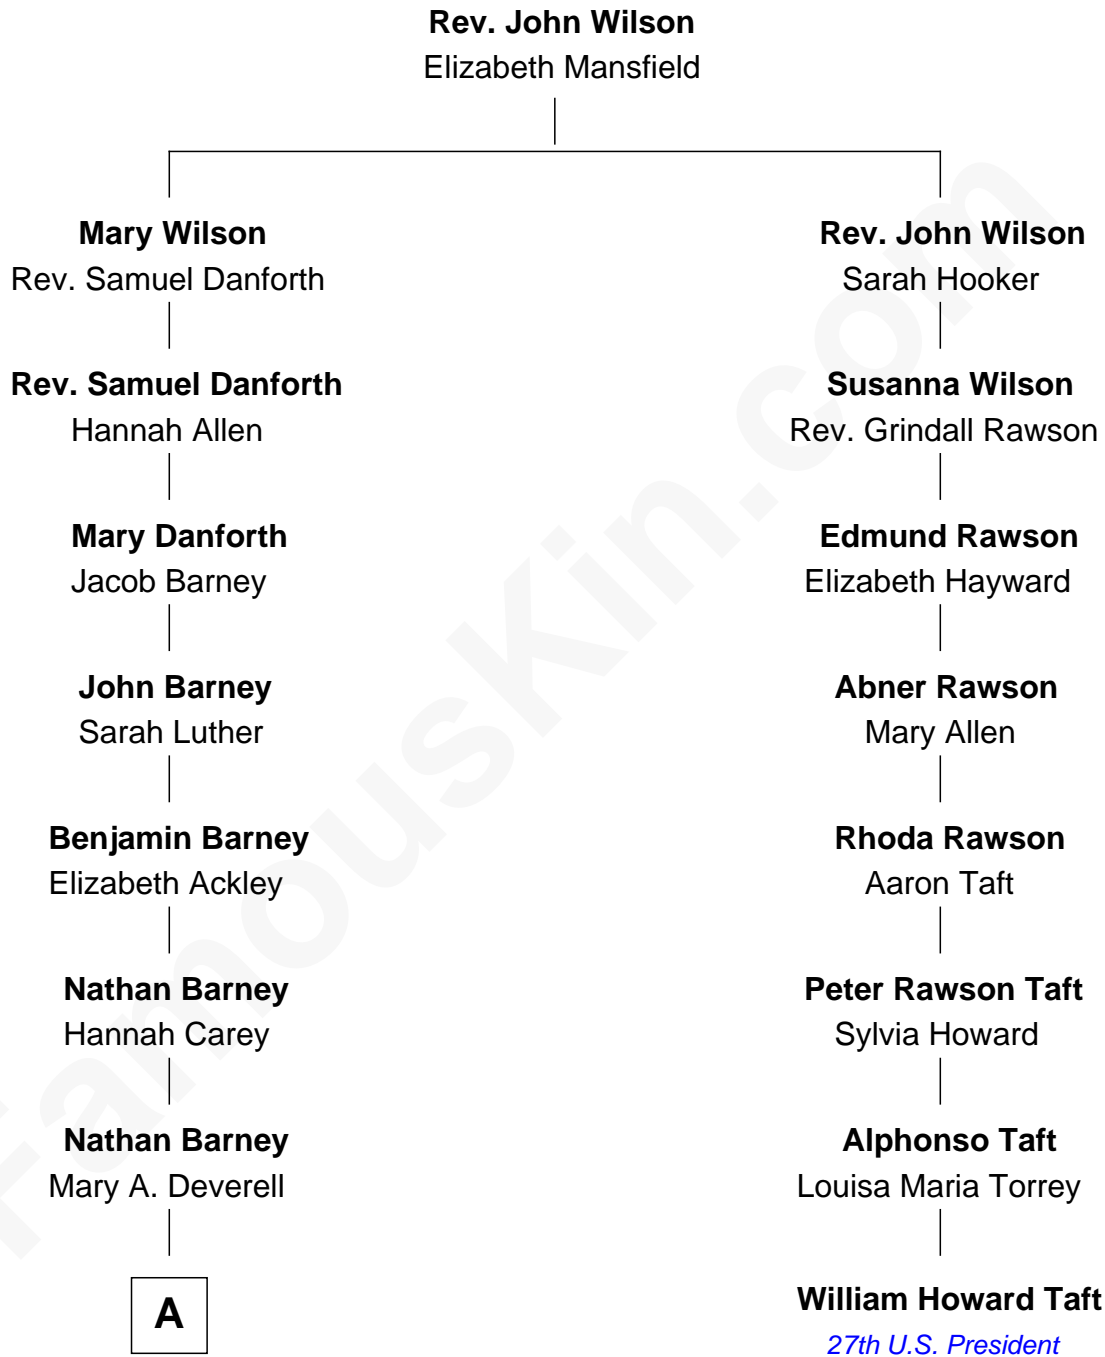 Rev. John Wilson
Elizabeth Mansfield
Mary Wilson
Rev. Samuel Danforth
Rev. Samuel Danforth
Hannah Allen
Mary Danforth
Jacob Barney
John Barney
Sarah Luther
Benjamin Barney
Elizabeth Ackley
Nathan Barney
Hannah Carey
Nathan Barney
Mary A. Deverell
A
Rev. John Wilson
Sarah Hooker
Susanna Wilson
Rev. Grindall Rawson
Edmund Rawson
Elizabeth Hayward
Abner Rawson
Mary Allen
Rhoda Rawson
Aaron Taft
Peter Rawson Taft
Sylvia Howard
Alphonso Taft
Louisa Maria Torrey
William Howard Taft
27th U.S. President
FamousKin.com